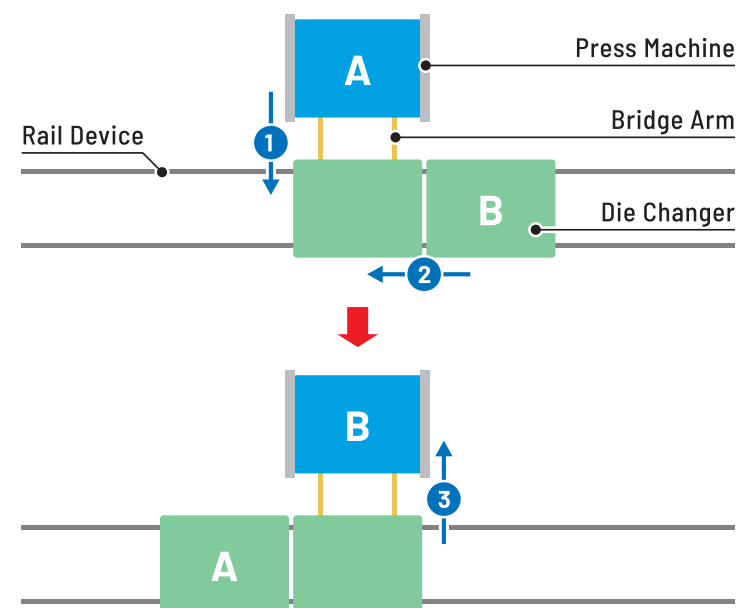 A
Press Machine
Bridge Arm
1
Rail Device
B
Die Changer
2
B
3
A